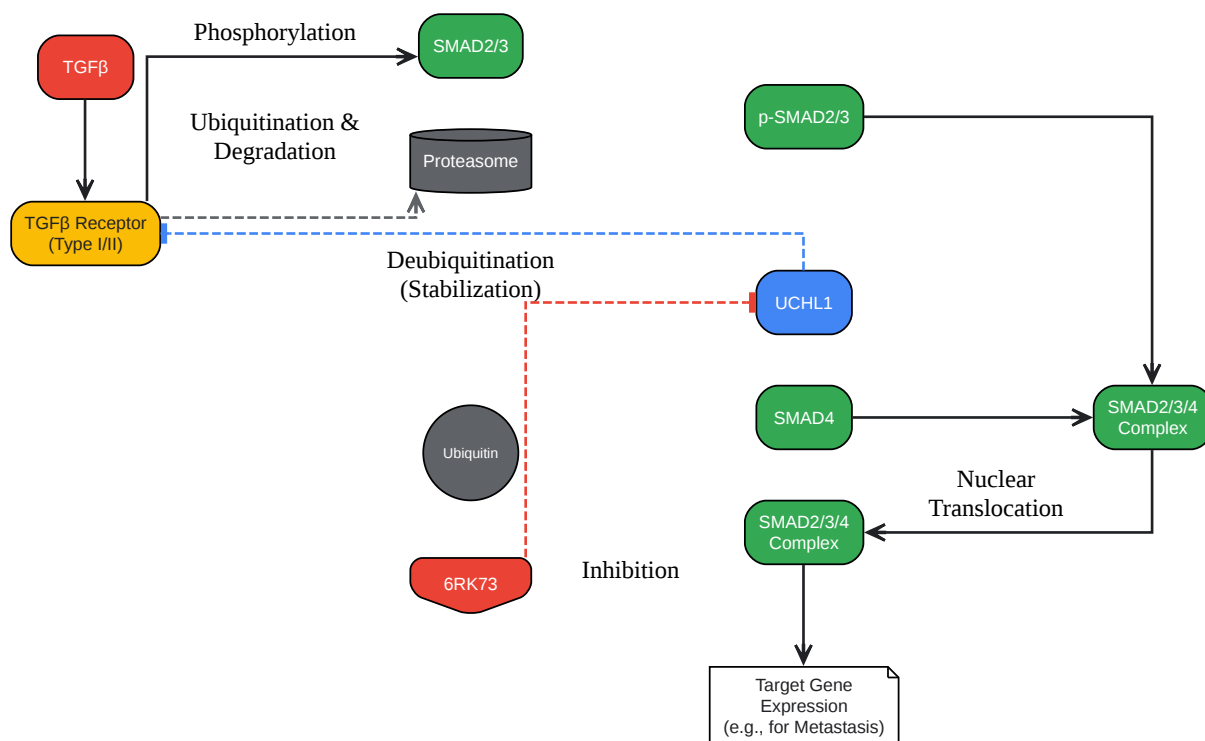 Phosphorylation
SMAD2/3
TGFβ
p-SMAD2/3
Ubiquitination &
Degradation
Proteasome
TGFβ Receptor
(Type I/II)
Deubiquitination
(Stabilization)
UCHL1
SMAD4
SMAD2/3/4
Complex
Ubiquitin
Nuclear
Translocation
SMAD2/3/4
Complex
6RK73
Inhibition
Target Gene
Expression
(e.g., for Metastasis)